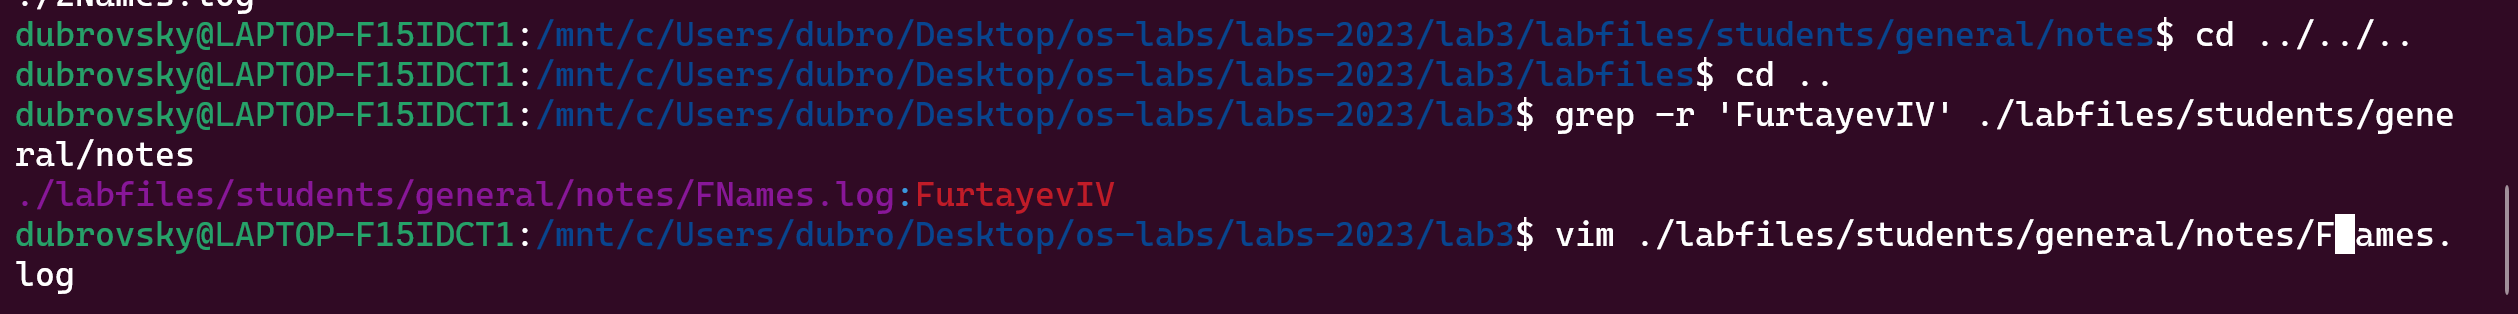 ./ZNames.log
dubrovsky@LAPTOP-F15IDCT1:/mnt/c/Users/dubro/Desktop/os-labs/labs-2023/lab3/labfiles/students/general/notes$ cd ../../..
dubrovsky@LAPTOP-F15IDCT1:/mnt/c/Users/dubro/Desktop/os-labs/labs-2023/lab3/labfiles$ cd ..
dubrovsky@LAPTOP-F15IDCT1:/mnt/c/Users/dubro/Desktop/os-labs/labs-2023/lab3$ grep -r 'FurtayevIV' ./labfiles/students/gene
ral/notes
./labfiles/students/general/notes/FNames.log:FurtayevIV
dubrovsky@LAPTOP-F15IDCT1:/mnt/c/Users/dubro/Desktop/os-labs/labs-2023/lab3$ vim ./labfiles/students/general/notes/F ames.
log